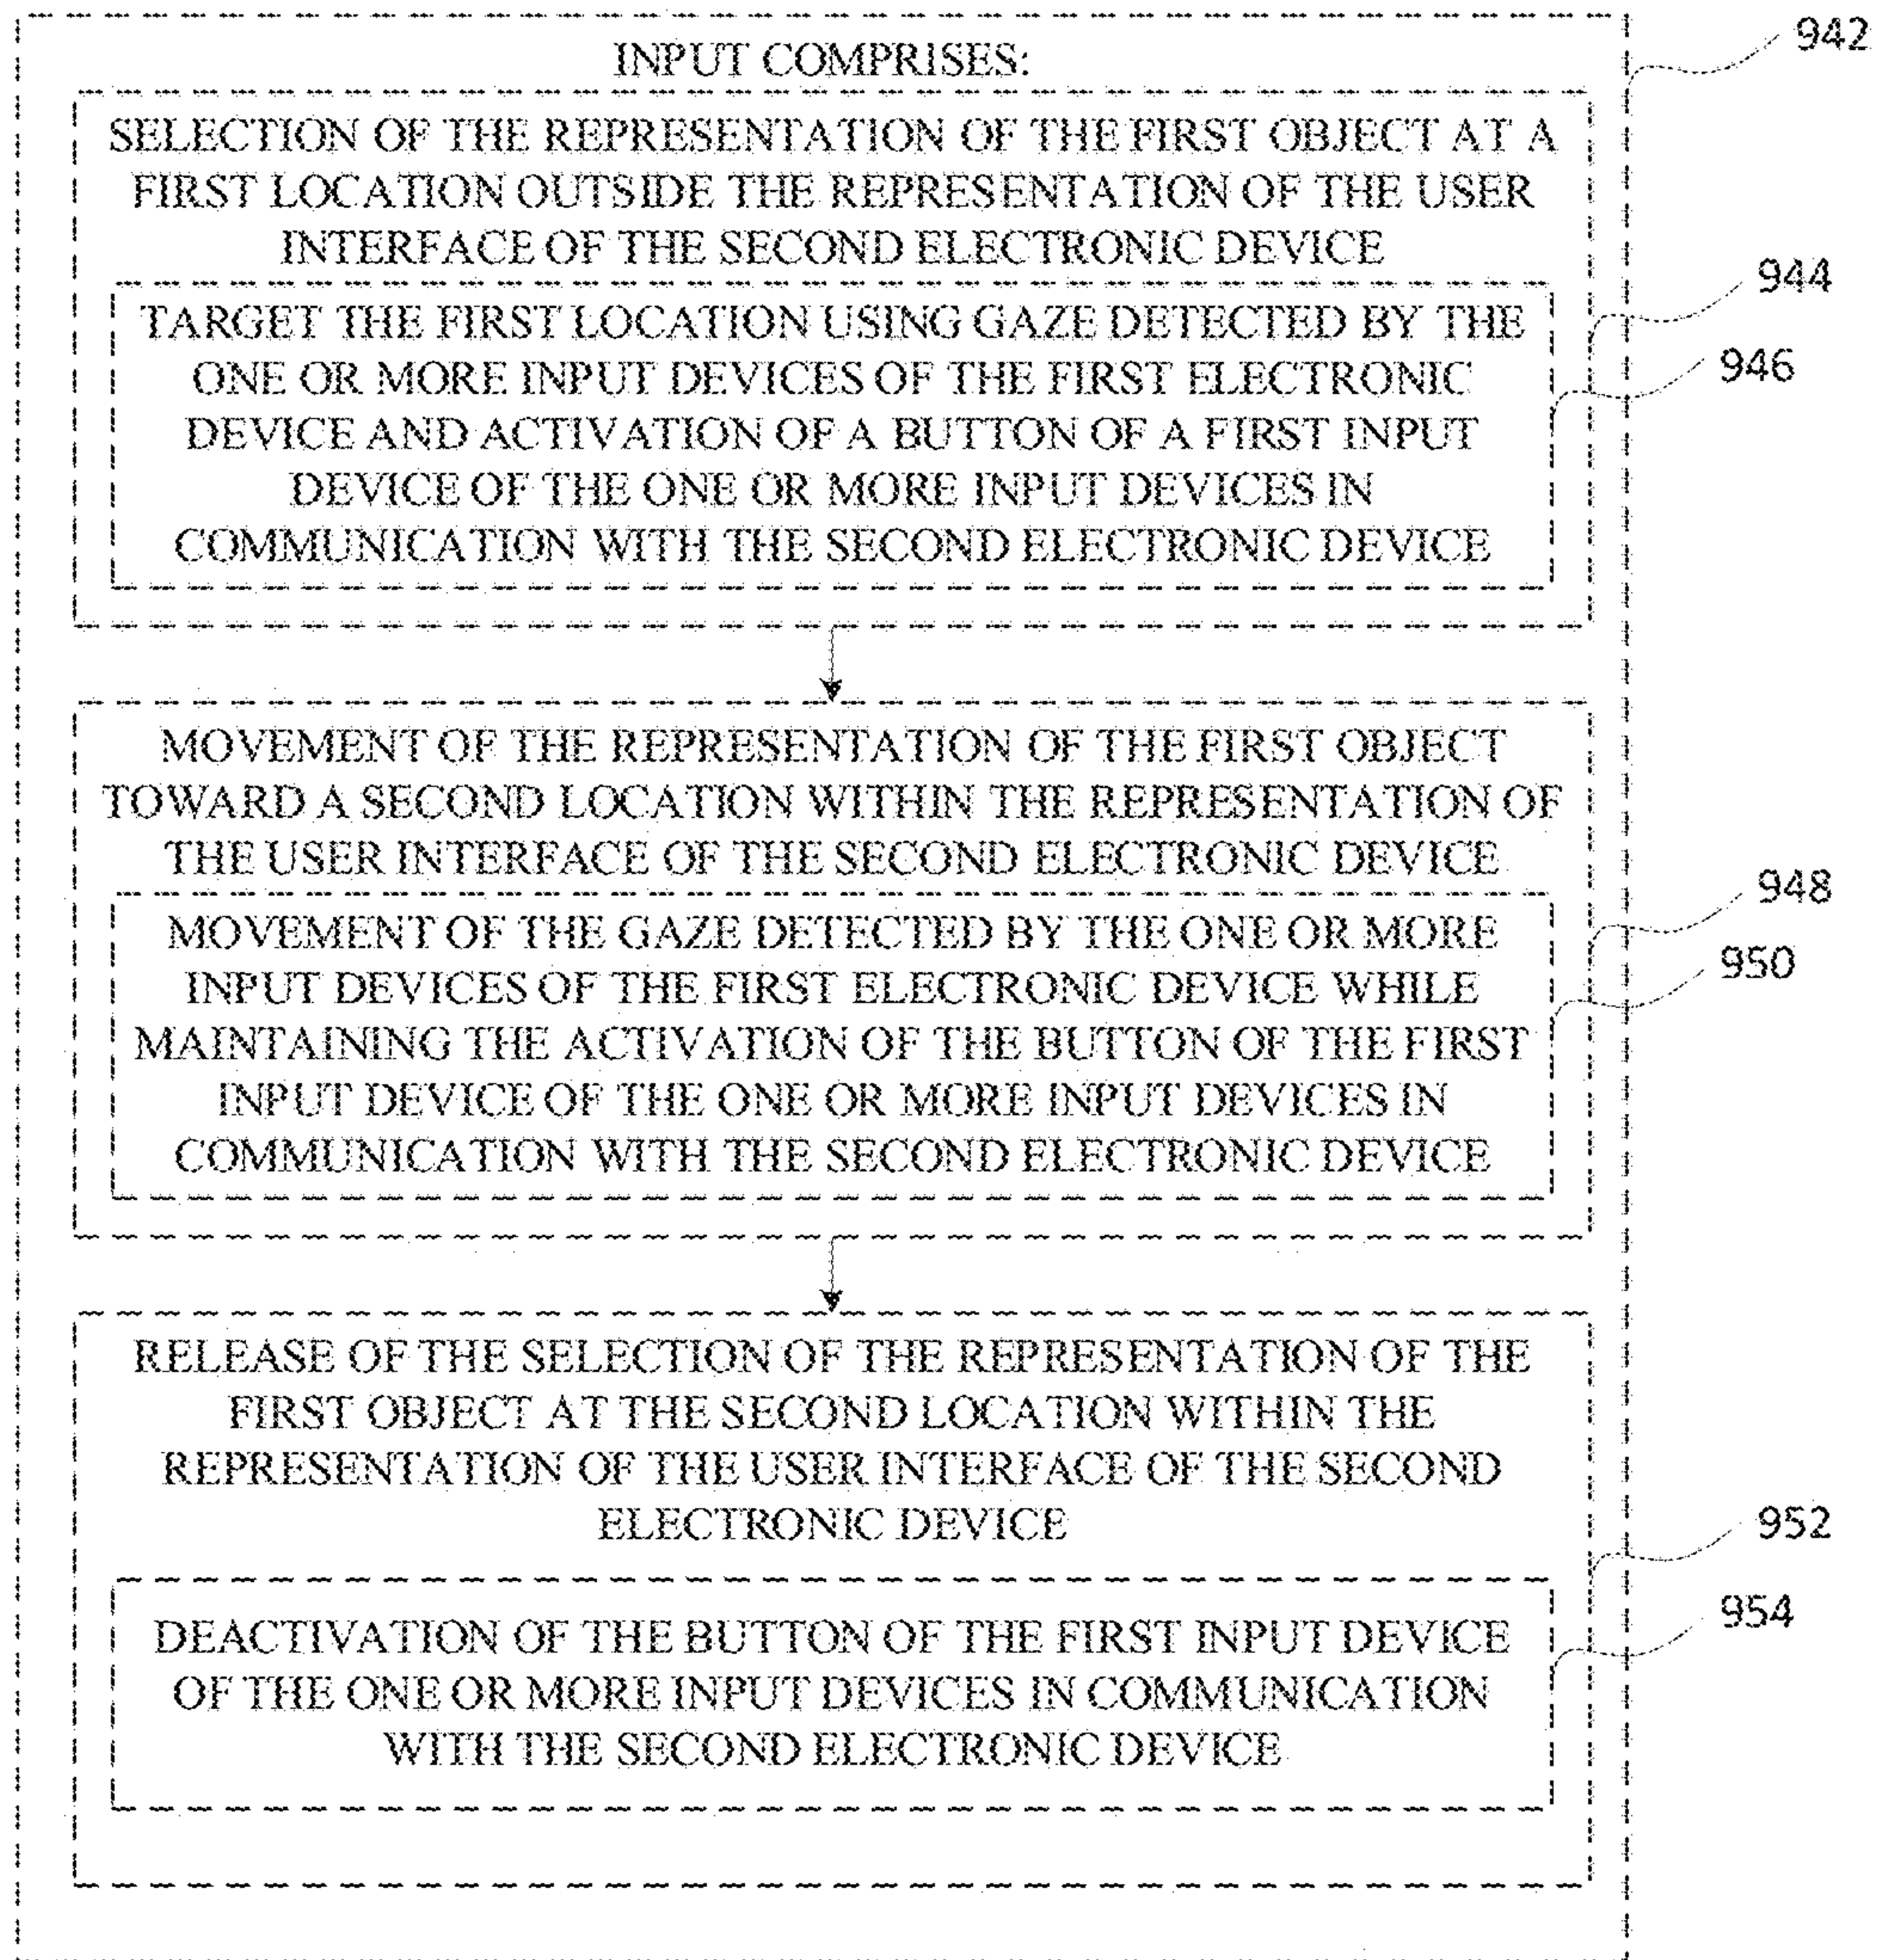 942
INPUT COMPRISES:
SELECTION OF THE REPRESENTATION OF THE FIRST OBJECT AT A
FIRST LOCATION OUTSIDE THE REPRESENTATION OF THE USER
INTERFACE OF THE SECOND ELECTRONIC DEVICE
944
TARGET THE FIRST LOCATION USING GAZE DETECTED BY THE
946
ONE OR MORE INPUT DEVICES OF THE FIRST ELECTRONIC
DEVICE AND ACTIVATION OF A BUTTON OF A FIRST INPUT
DEVICE OF THE ONE OR MORE INPUT DEVICES IN
COMMUNICATION WITH THE SECOND ELECTRONIC DEVICE
MOVEMENT OF THE REPRESENTATION OF THE FIRST OBJECT
TOWARD A SECOND LOCATION WITHIN THE REPRESENTATION OF
THE USER INTERFACE OF THE SECOND ELECTRONIC DEVICE
948
MOVEMENT OF THE GAZE DETECTED BY THE ONE OR MORE
950
INPUT DEVICES OF THE FIRST ELECTRONIC DEVICE WHILE
MAINTAINING THE ACTIVATION OF THE BUTTON OF THE FIRST
INPUT DEVICE OF THE ONE OR MORE INPUT DEVICES IN
COMMUNICATION WITH THE SECOND ELECTRONIC DEVICE
RELEASE OF THE SELECTION OF THE REPRESENTATION OF THE
FIRST OBJECT AT THE SECOND LOCATION WITHIN THE
REPRESENTATION OF THE USER INTERFACE OF THE SECOND
ELECTRONIC DEVICE
952
954
DEACTIVATION OF THE BUTTON OF THE FIRST INPUT DEVICE
OF THE ONE OR MORE INPUT DEVICES IN COMMUNICATION
WITH THE SECOND ELECTRONIC DEVICE